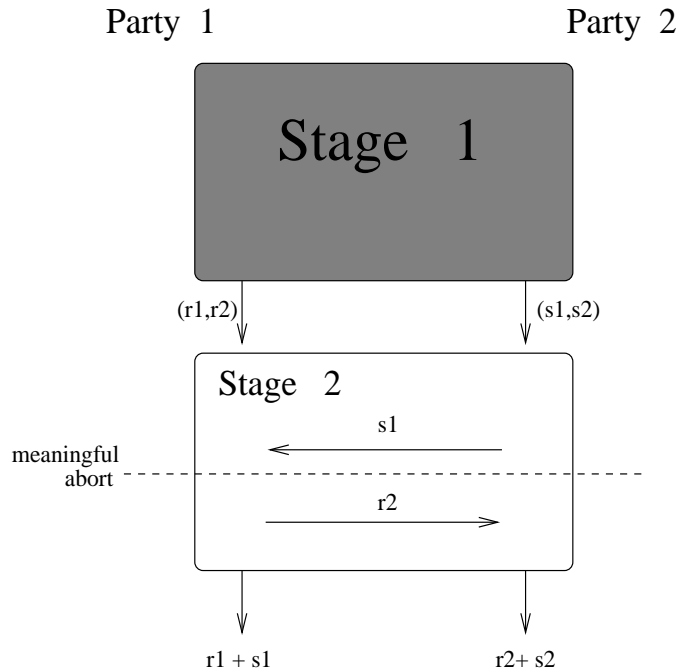 Party 1
Party 2
Stage 1
(r1,r2)
(s1,s2)
Stage 2
s1
meaningful
abort
r2
r1 + s1
r2+ s2